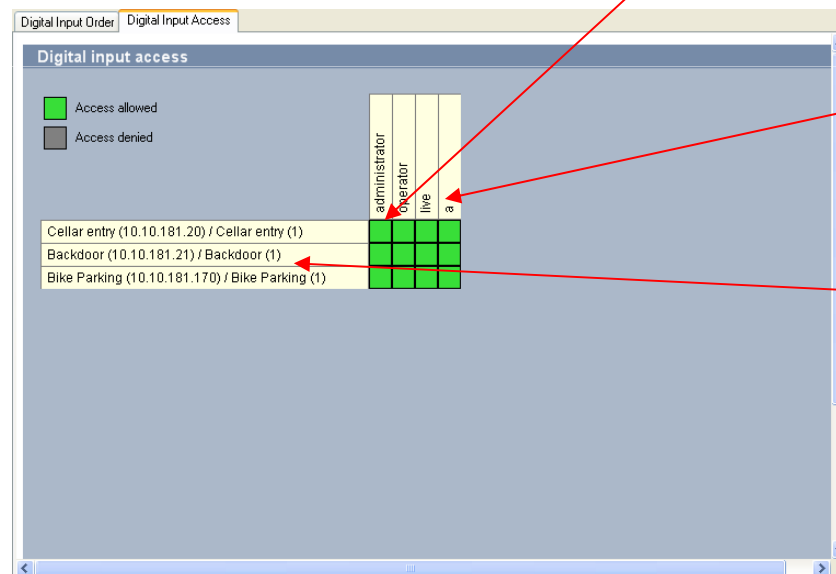 Digital Input Order Digital Input Access
Digital input access
Access allowed
Access denied
administrator
operator
live
a
Cellar entry (10.10.181.20) / Cellar entry (1)
Backdoor (10.10.181.21) / Backdoor (1)
Bike Parking (10.10.181.170) / Bike Parking (1)